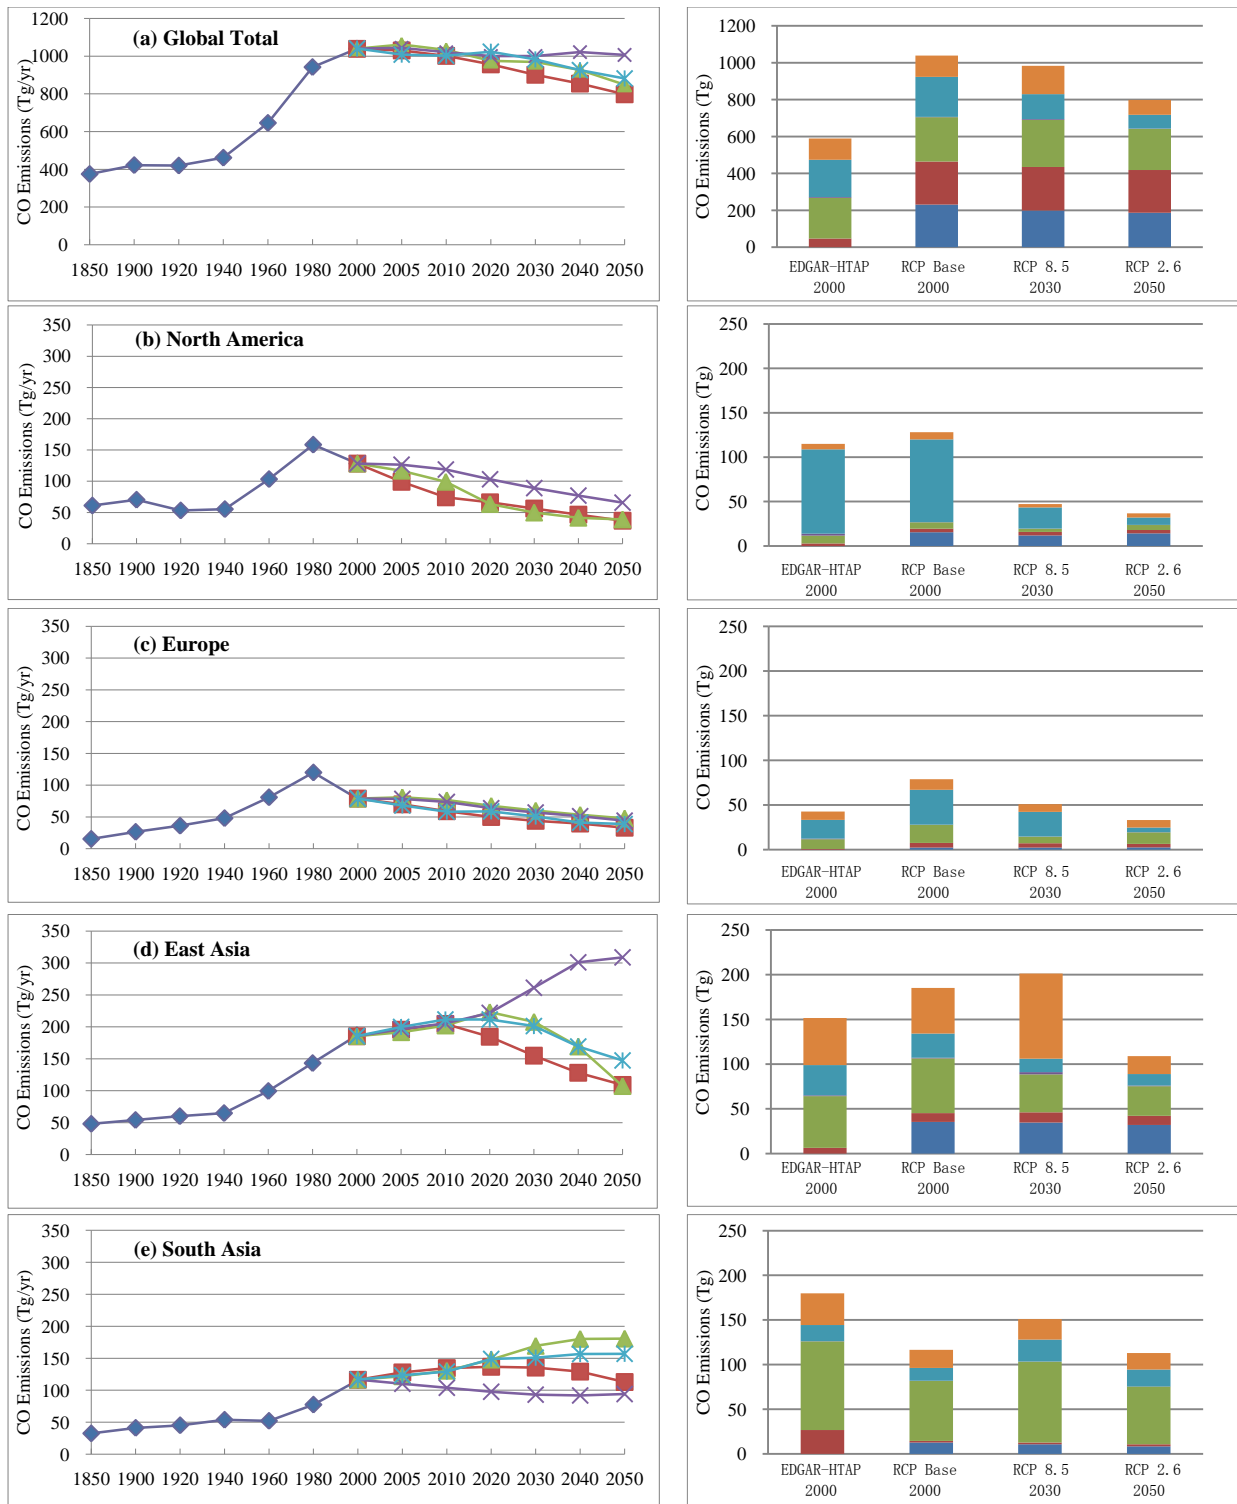 (a) Global Total
CO Emissions (Tg/yr)
1200
1000
800
600
400
200
0
1850 1900 1920 1940 1960 1980 2000 2005 2010 2020 2030 2040 2050
CO Emissions (Tg)
1200
1000
800
600
400
200
0
EDGAR-HTAP RCP Base RCP 8.5 RCP 2.6
2000 2000 2030 2050
(b) North America
CO Emissions (Tg/yr)
350
300
250
200
150
100
50
0
1850 1900 1920 1940 1960 1980 2000 2005 2010 2020 2030 2040 2050
CO Emissions (Tg)
250
200
150
100
50
0
EDGAR-HTAP RCP Base RCP 8.5 RCP 2.6
2000 2000 2030 2050
(c) Europe
CO Emissions (Tg/yr)
350
300
250
200
150
100
50
0
1850 1900 1920 1940 1960 1980 2000 2005 2010 2020 2030 2040 2050
CO Emissions (Tg)
250
200
150
100
50
0
EDGAR-HTAP RCP Base RCP 8.5 RCP 2.6
2000 2000 2030 2050
(d) East Asia
CO Emissions (Tg/yr)
350
300
250
200
150
100
50
0
1850 1900 1920 1940 1960 1980 2000 2005 2010 2020 2030 2040 2050
CO Emissions (Tg)
250
200
150
100
50
0
EDGAR-HTAP RCP Base RCP 8.5 RCP 2.6
2000 2000 2030 2050
(e) South Asia
CO Emissions (Tg/yr)
350
300
250
200
150
100
50
0
1850 1900 1920 1940 1960 1980 2000 2005 2010 2020 2030 2040 2050
CO Emissions (Tg)
250
200
150
100
50
0
EDGAR-HTAP RCP Base RCP 8.5 RCP 2.6
2000 2000 2030 2050